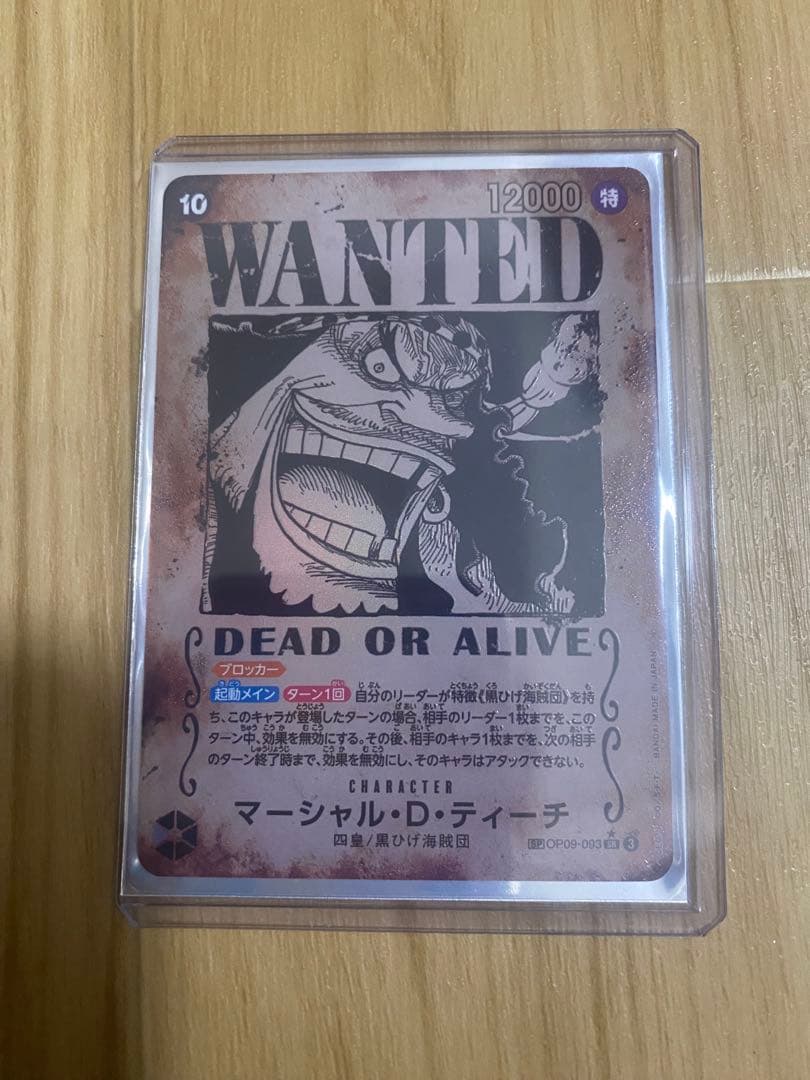 10 12000 特
WANTED
DEAD OR ALIVE
ブロッカー
起動メイン ターン1回 自分のリーダーが特徴《黒ひげ海賊団》を持
ち、このキャラが登場したターンの場合、相手のリーダー1枚までを、この
ターン中、効果を無効にする。その後、相手のキャラ1枚までを、次の相手
のターン終了時まで、効果を無効にし、そのキャラはアタックできない。
CHARACTER
マーシャル・D・ティーチ
四皇/黒ひげ海賊団
SP OP09-093 SR ★ 3
BANDAI MADE IN JAPAN